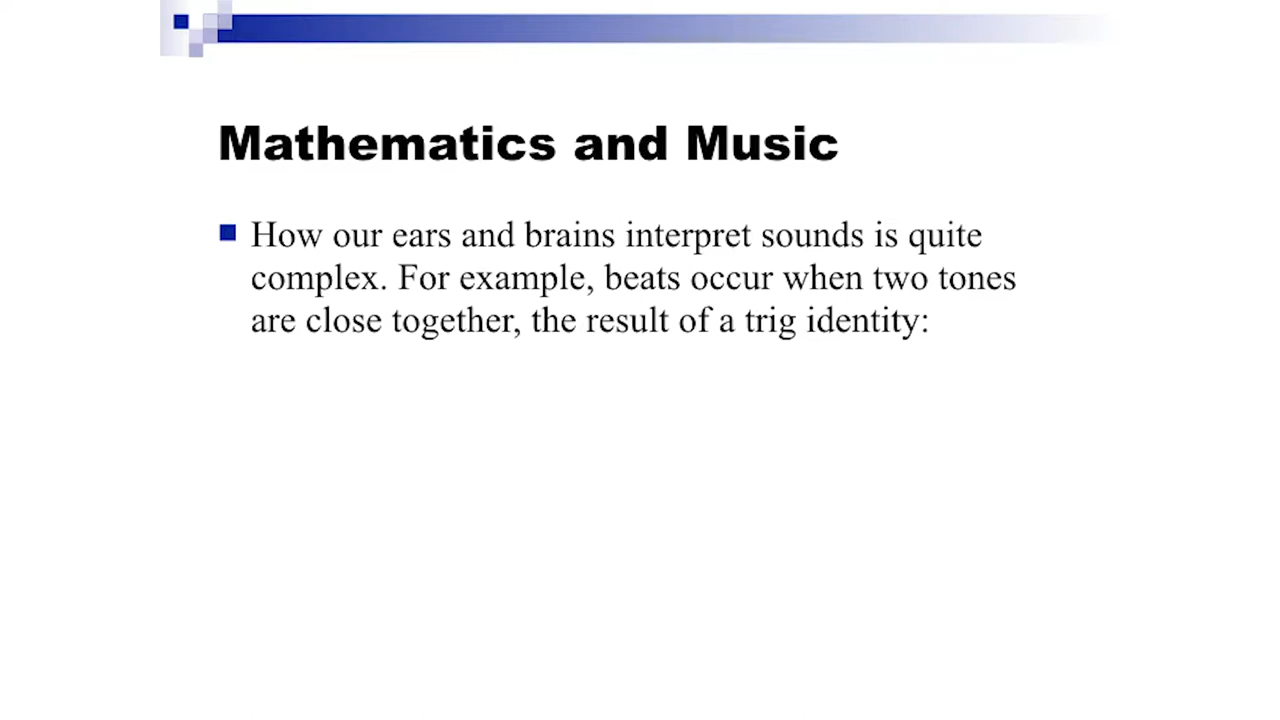 Mathematics and Music
How our ears and brains interpret sounds is quite
complex. For example, beats occur when two tones
are close together, the result of a trig identity: